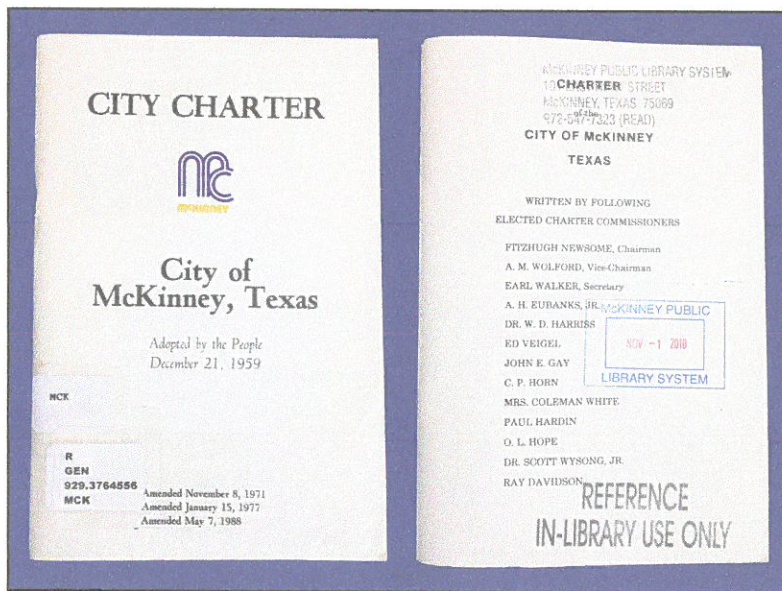 CITY CHARTER
McKINNEY
City of
McKinney, Texas
Adopted by the People
December 21, 1959
MCK
R
GEN
929.3764556
MCK
Amended November 8, 1971
Amended January 15, 1977
Amended May 7, 1988
McKINNEY PUBLIC LIBRARY SYSTEM
CHARTER
STREET
McKINNEY, TEXAS 75069
of the
972-547-7323 (READ)
CITY OF McKINNEY
TEXAS
WRITTEN BY FOLLOWING
ELECTED CHARTER COMMISSIONERS
FITZHUGH NEWSOME, Chairman
A. M. WOLFORD, Vice-Chairman
EARL WALKER, Secretary
A. H. EUBANKS, JR.
DR. W. D. HARRISS
ED VEIGEL
JOHN E. GAY
C. P. HORN
MRS. COLEMAN WHITE
PAUL HARDIN
O. L. HOPE
DR. SCOTT WYSONG, JR.
RAY DAVIDSON
McKINNEY PUBLIC
NOV -1 2010
LIBRARY SYSTEM
REFERENCE
IN-LIBRARY USE ONLY